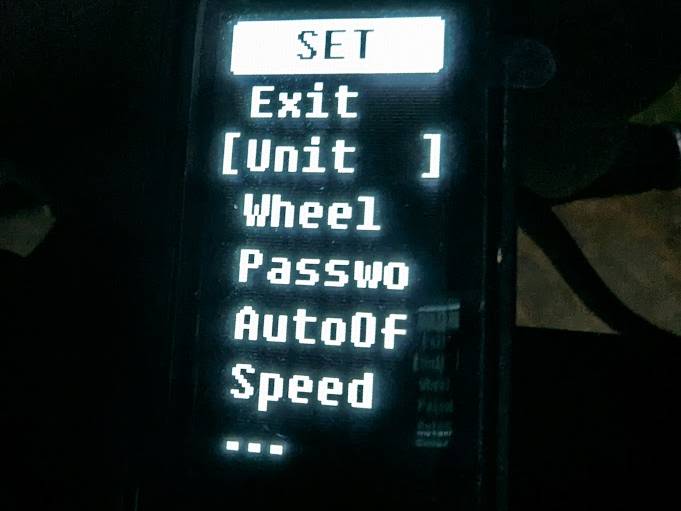 SET
Exit
[Unit ]
Wheel
Passwo
AutoOf
Speed
...